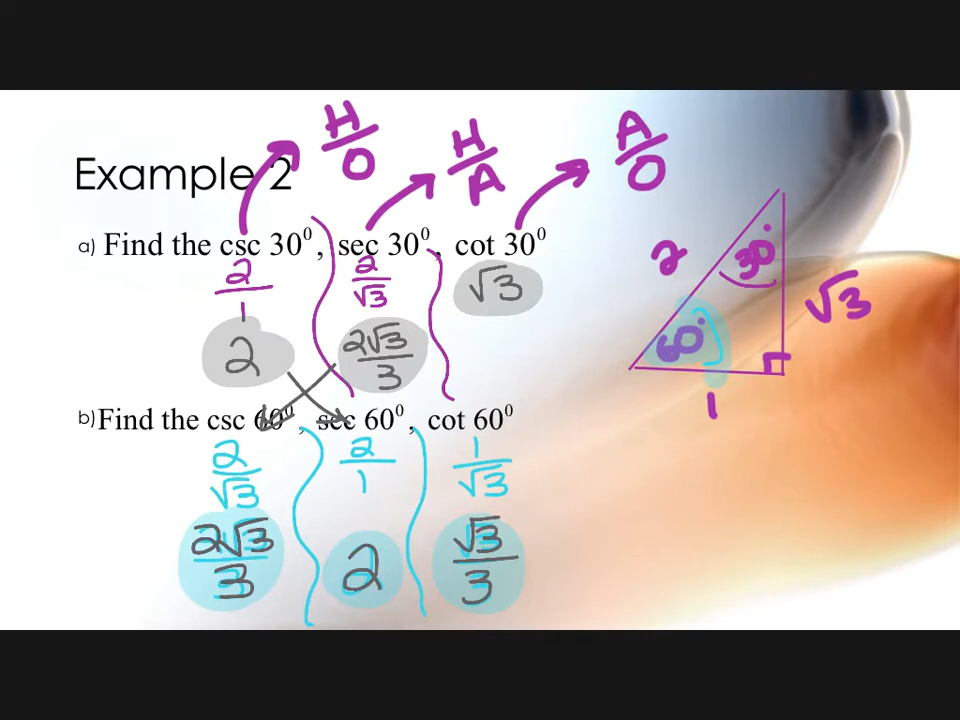 Example 2
H/O H/A A/O
a) Find the csc 30⁰, sec 30⁰, cot 30⁰
2/1 2/√3 √3
2 2√3/3
b) Find the csc 60⁰, sec 60⁰, cot 60⁰
2/√3 2/1 1/√3
2√3/3 2 √3/3
30°
2
√3
60°
1